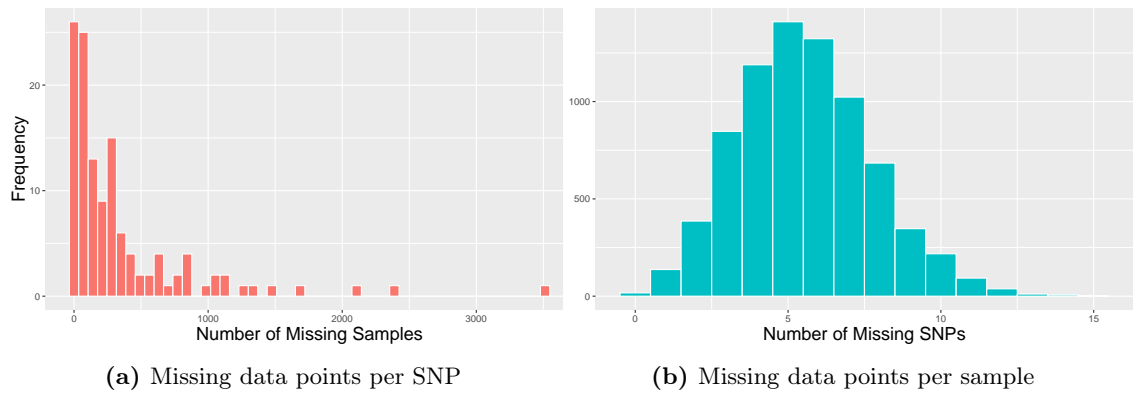 20
10
0
Frequency
0 1000 2000 3000
Number of Missing Samples
(a) Missing data points per SNP
1000
500
0
0 5 10 15
Number of Missing SNPs
(b) Missing data points per sample